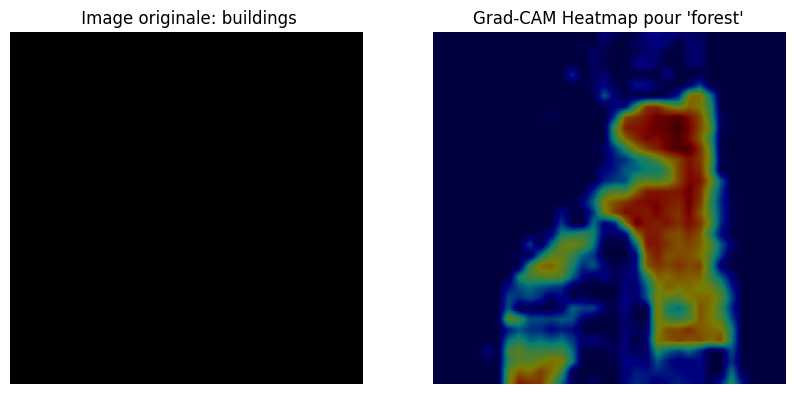 Image originale: buildings
Grad-CAM Heatmap pour 'forest'